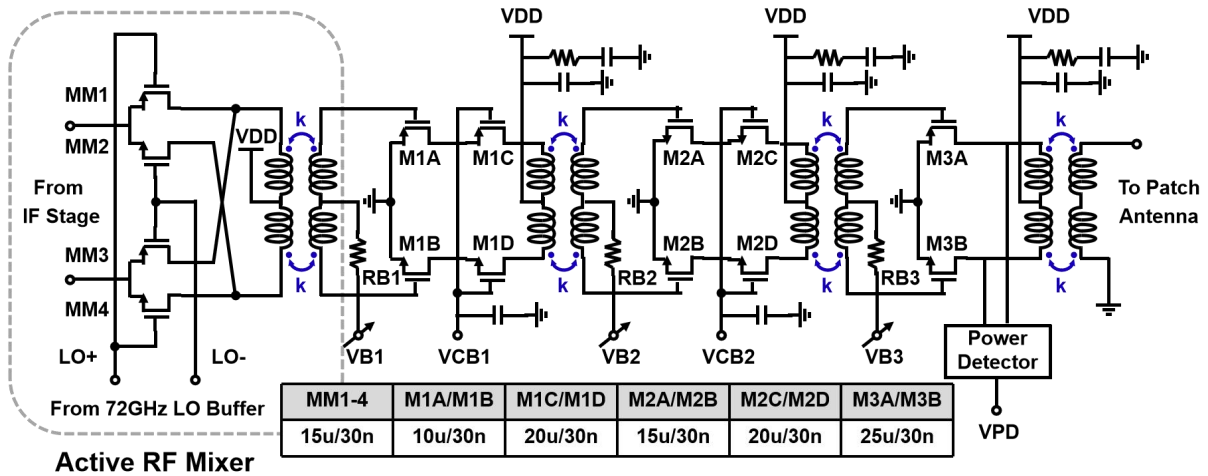 VDD
VDD
VDD
MM1
MM2
VDD
k
k
k
k
M1A
M1C
M2A
M2C
M3A
From
IF Stage
To Patch
Antenna
MM3
MM4
M1B
M1D
M2B
M2D
M3B
k
k
k
k
RB1
RB2
RB3
LO+
LO-
VB1
VCB1
VB2
VCB2
VB3
Power
Detector
VPD
From 72GHz LO Buffer
MM1-4 M1A/M1B M1C/M1D M2A/M2B M2C/M2D M3A/M3B
15u/30n 10u/30n 20u/30n 15u/30n 20u/30n 25u/30n
Active RF Mixer